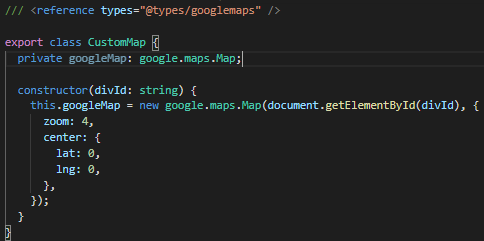 /// <reference types="@types/googlemaps" />
export class CustomMap {
  private googleMap: google.maps.Map;
  constructor(divId: string) {
    this.googleMap = new google.maps.Map(document.getElementById(divId), {
      zoom: 4,
      center: {
        lat: 0,
        lng: 0,
      },
    });
  }
}